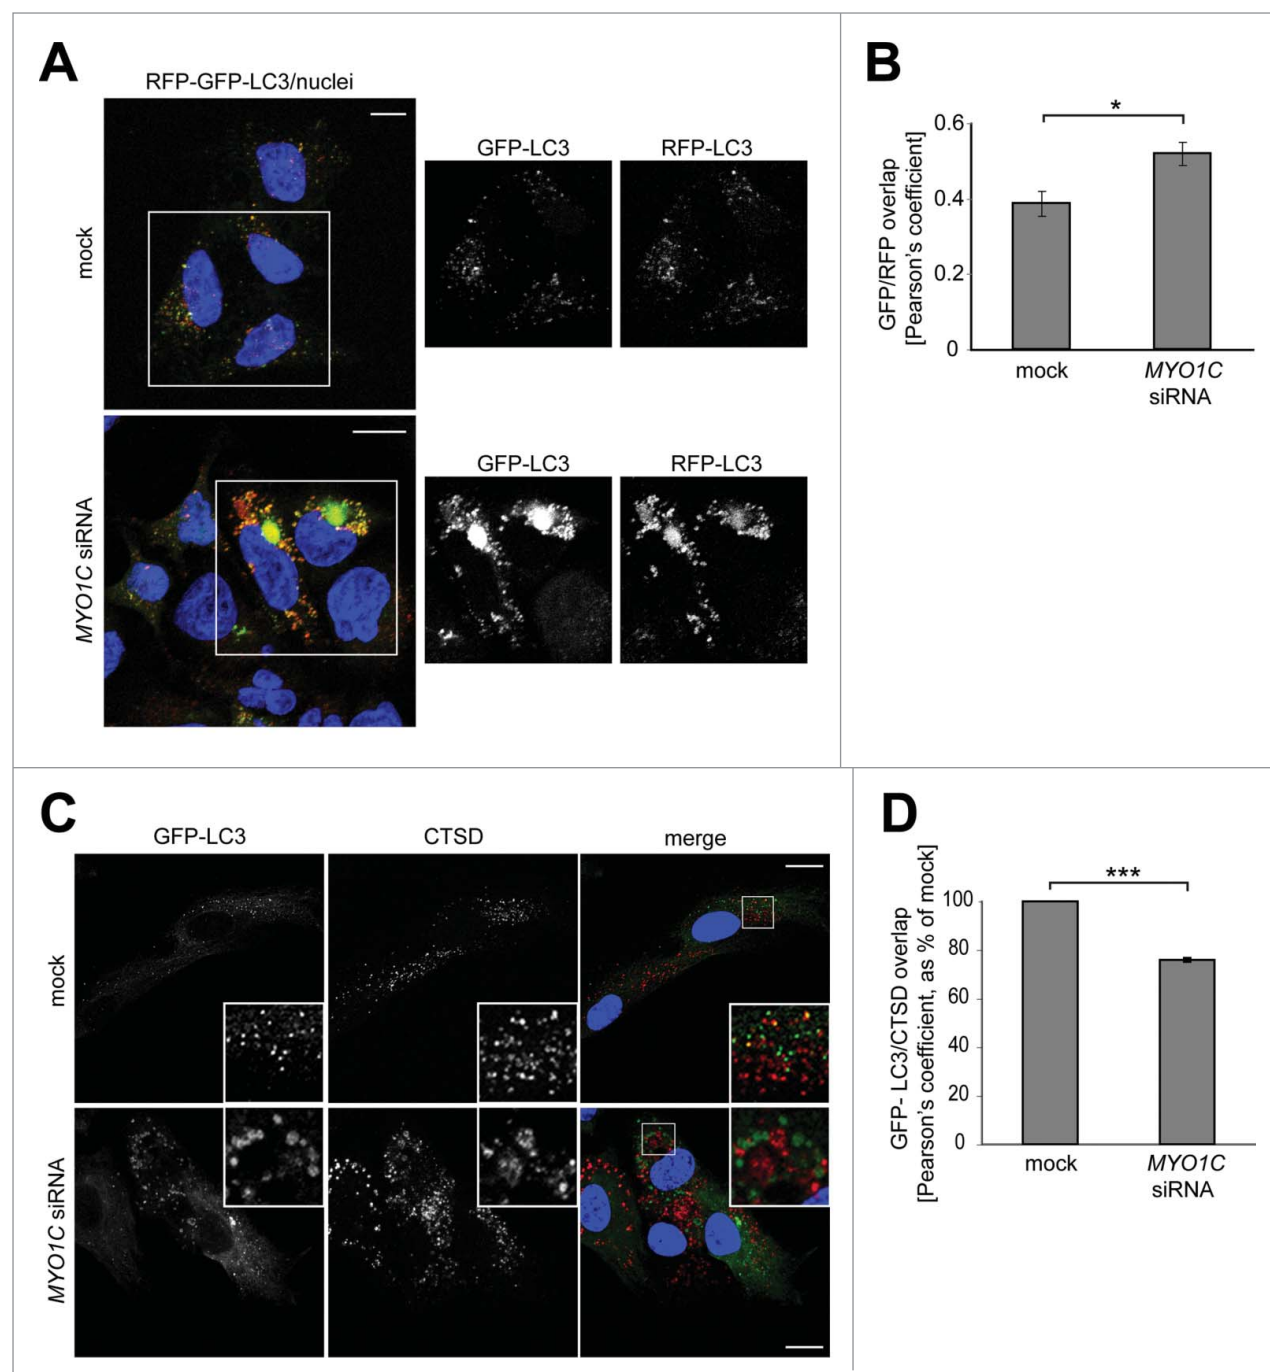 A
RFP-GFP-LC3/nuclei
mock
GFP-LC3
RFP-LC3
MYO1C siRNA
GFP-LC3
RFP-LC3
B
*
GFP/RFP overlap
[Pearson's coefficient]
0.6
0.4
0.2
0
mock
MYO1C
siRNA
C
GFP-LC3
CTSD
merge
mock
MYO1C siRNA
D
***
GFP- LC3/CTSD overlap
[Pearson's coefficient, as % of mock]
100
80
60
40
20
0
mock
MYO1C
siRNA